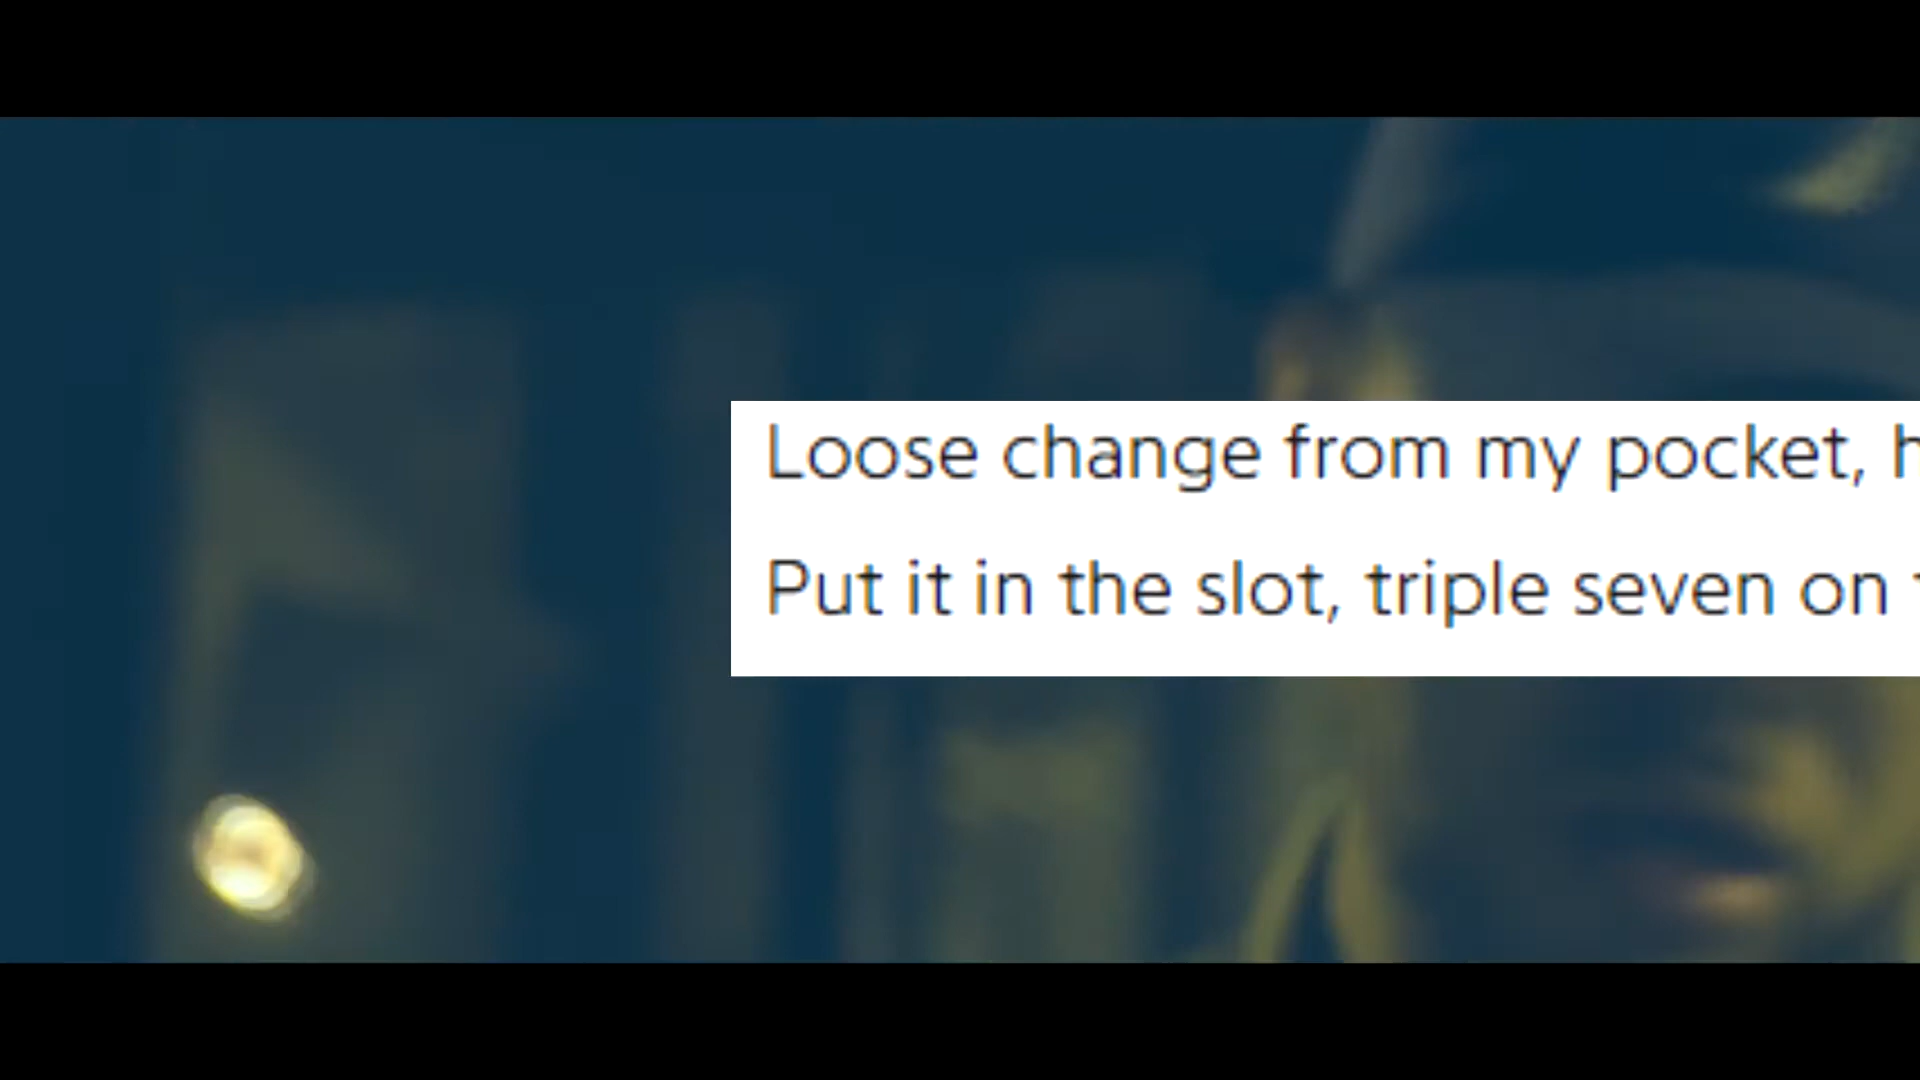 Loose change from my pocket, h
Put it in the slot, triple seven on